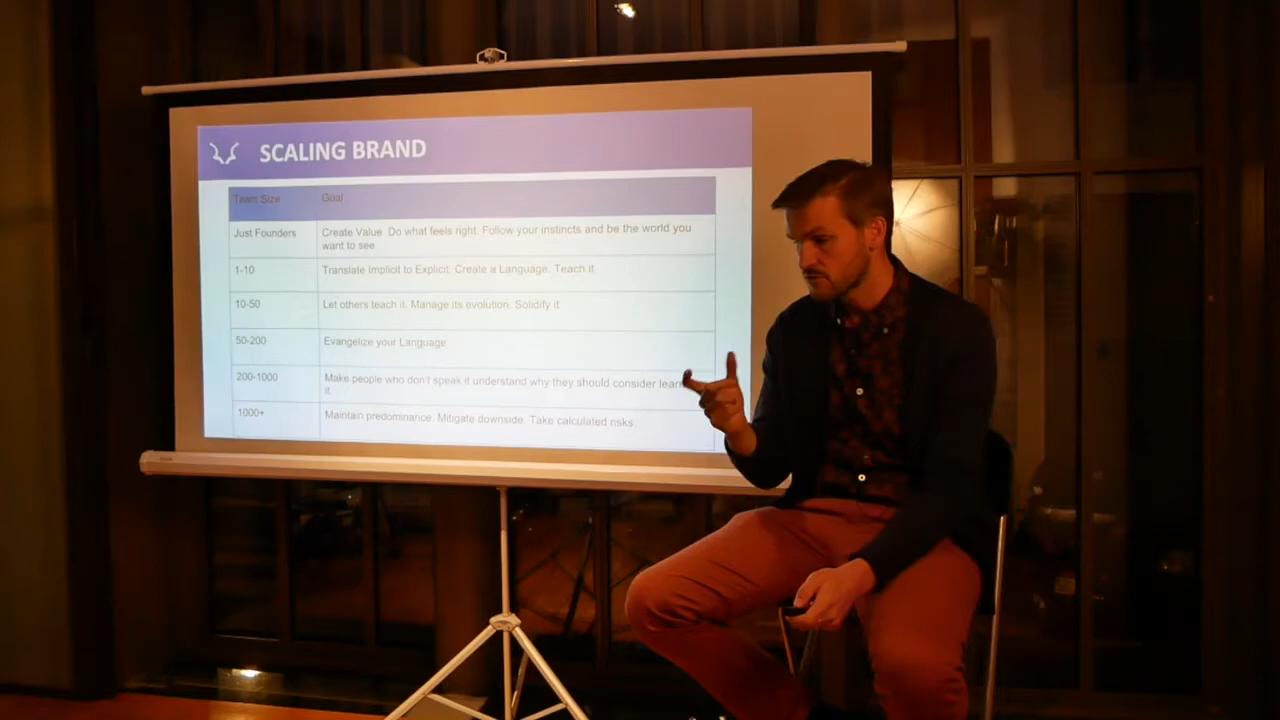 SCALING BRAND
Team Size Goal
Just Founders Create Value Do what feels right. Follow your instincts and be the world you
want to see
1-10 Translate Implicit to Explicit. Create a Language. Teach it
10-50 Let others teach it. Manage its evolution. Solidify it
50-200 Evangelize your Language
200-1000 Make people who don't speak it understand why they should consider
it.
1000+ Maintain predominance. Mitigate downside. Take calculated risks.